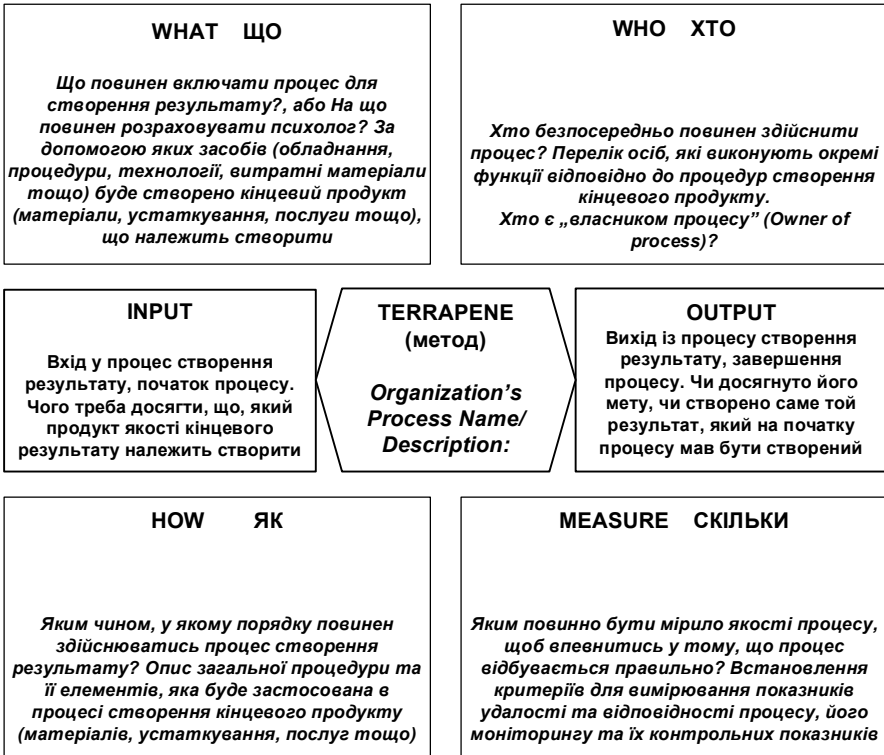 WHAT ЩО
Що повинен включати процес для
створення результату?, або На що
повинен розраховувати психолог? За
допомогою яких засобів (обладнання,
процедури, технології, витратні матеріали
тощо) буде створено кінцевий продукт
(матеріали, устаткування, послуги тощо),
що належить створити
WHO ХТО
Хто безпосередньо повинен здійснити
процес? Перелік осіб, які виконують окремі
функції відповідно до процедур створення
кінцевого продукту.
Хто є „власником процесу” (Owner of
process)?
INPUT
Вхід у процес створення
результату, початок процесу.
Чого треба досягти, що, який
продукт якості кінцевого
результату належить створити
TERRAPENE
(метод)
Organization’s
Process Name/
Description:
OUTPUT
Вихід із процесу створення
результату, завершення
процесу. Чи досягнуто його
мету, чи створено саме той
результат, який на початку
процесу мав бути створений
HOW ЯК
Яким чином, у якому порядку повинен
здійснюватись процес створення
результату? Опис загальної процедури та
її елементів, яка буде застосована в
процесі створення кінцевого продукту
(матеріалів, устаткування, послуг тощо)
MEASURE СКІЛЬКИ
Яким повинно бути мірило якості процесу,
щоб впевнитись у тому, що процес
відбувається правильно? Встановлення
критеріїв для вимірювання показників
удалості та відповідності процесу, його
моніторингу та їх контрольних показників